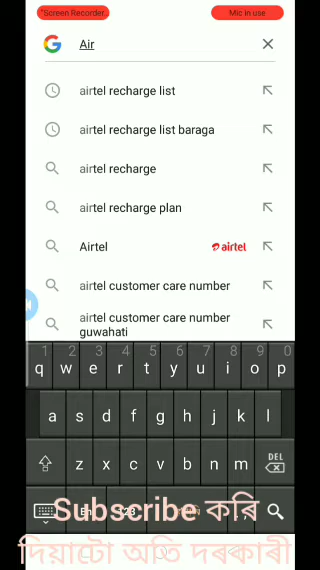 Screen Recorder
Mic in use
Air
airtel recharge list
airtel recharge list baraga
airtel recharge
airtel recharge plan
Airtel
airtel
airtel customer care number
airtel customer care number
guwahati
1 2 3 4 5 6 7 8 9 0
q w e r t y u i o p
a s d f g h j k l
z x c v b n m DEL
Subscribe কৰি
দিয়াটো অতি দৰকাৰী